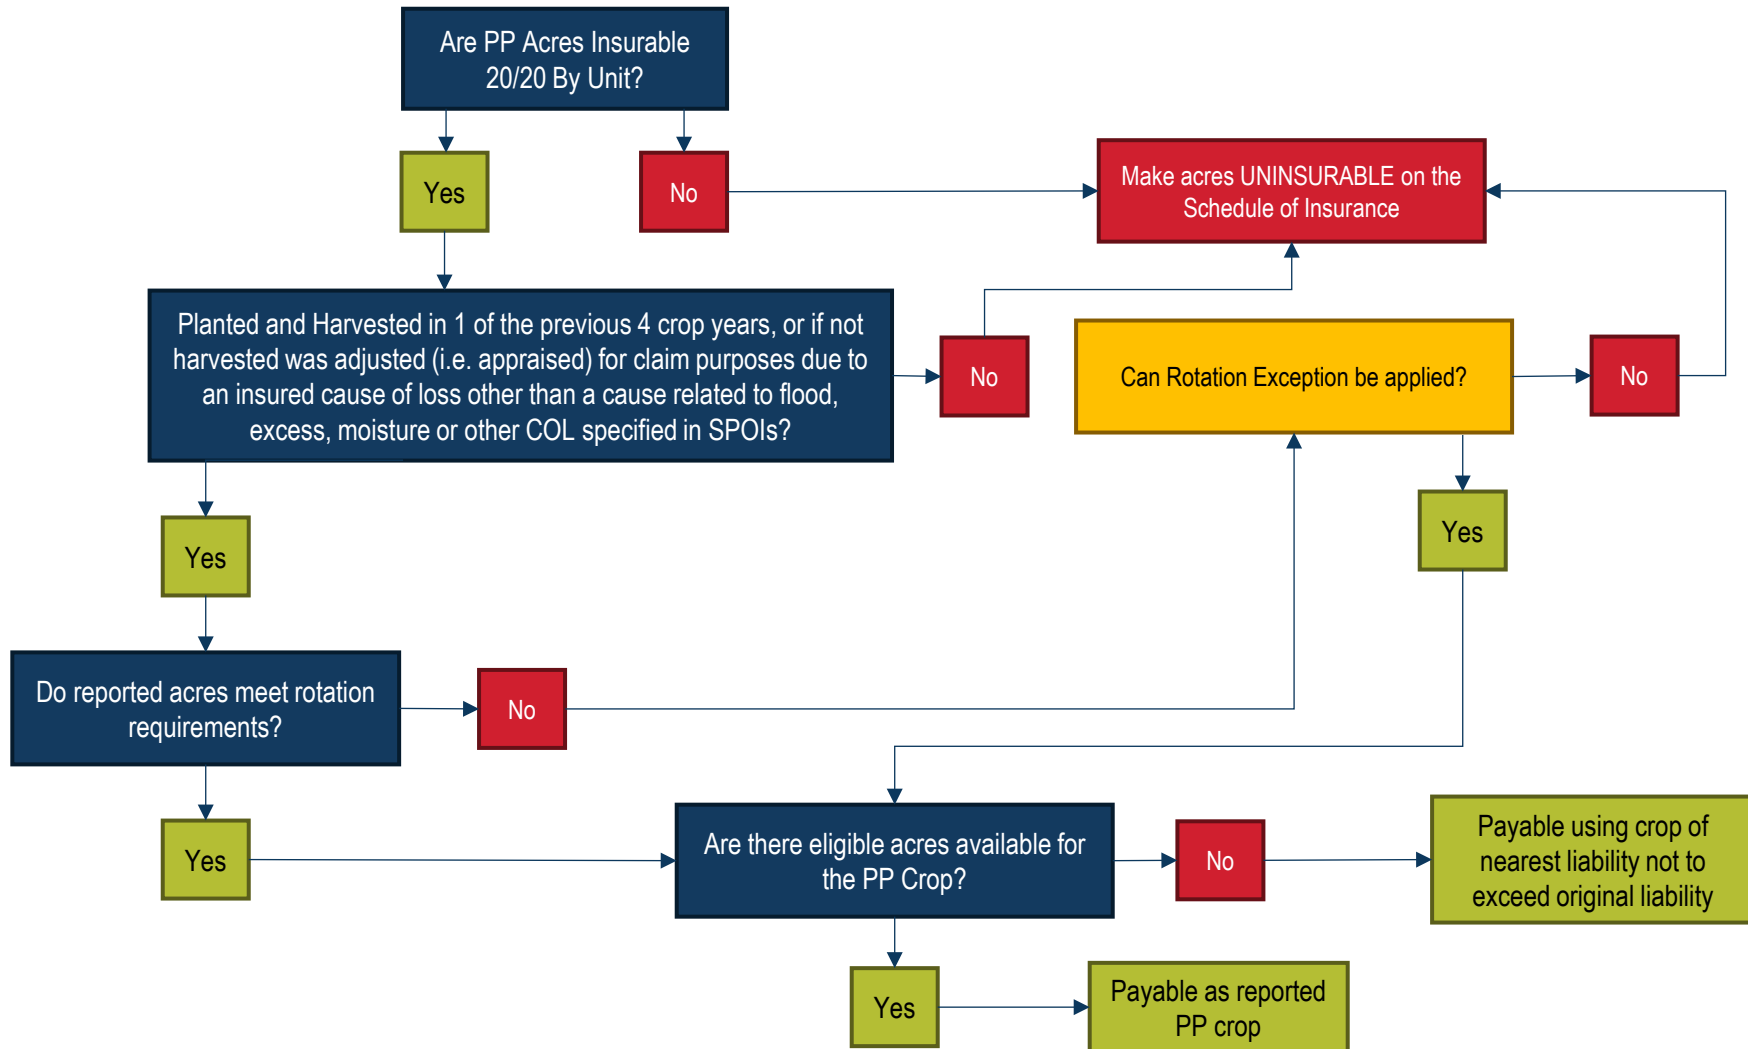 Are PP Acres Insurable
20/20 By Unit?
Yes
No
Make acres UNINSURABLE on the
Schedule of Insurance
Planted and Harvested in 1 of the previous 4 crop years, or if not
harvested was adjusted (i.e. appraised) for claim purposes due to
an insured cause of loss other than a cause related to flood,
excess, moisture or other COL specified in SPOIs?
No
Can Rotation Exception be applied?
No
Yes
Yes
Do reported acres meet rotation
requirements?
No
Yes
Are there eligible acres available for
the PP Crop?
No
Payable using crop of
nearest liability not to
exceed original liability
Yes
Payable as reported
PP crop